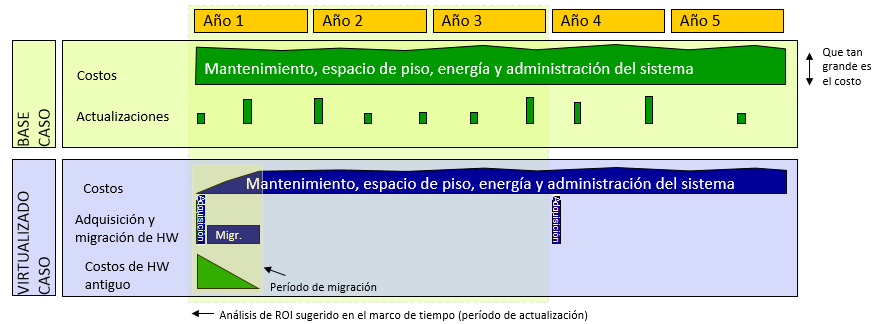 Año 1
Año 2
Año 3
Año 4
Año 5
BASE
CASO
Costos
Mantenimiento, espacio de piso, energía y administración del sistema
Que tan
grande es
el costo
Actualizaciones
VIRTUALIZADO
CASO
Costos
Mantenimiento, espacio de piso, energía y administración del sistema
Adquisición y
migración de HW
Adquisición
Migr.
Adquisición
Costos de HW
antiguo
Período de migración
Análisis de ROI sugerido en el marco de tiempo (período de actualización)